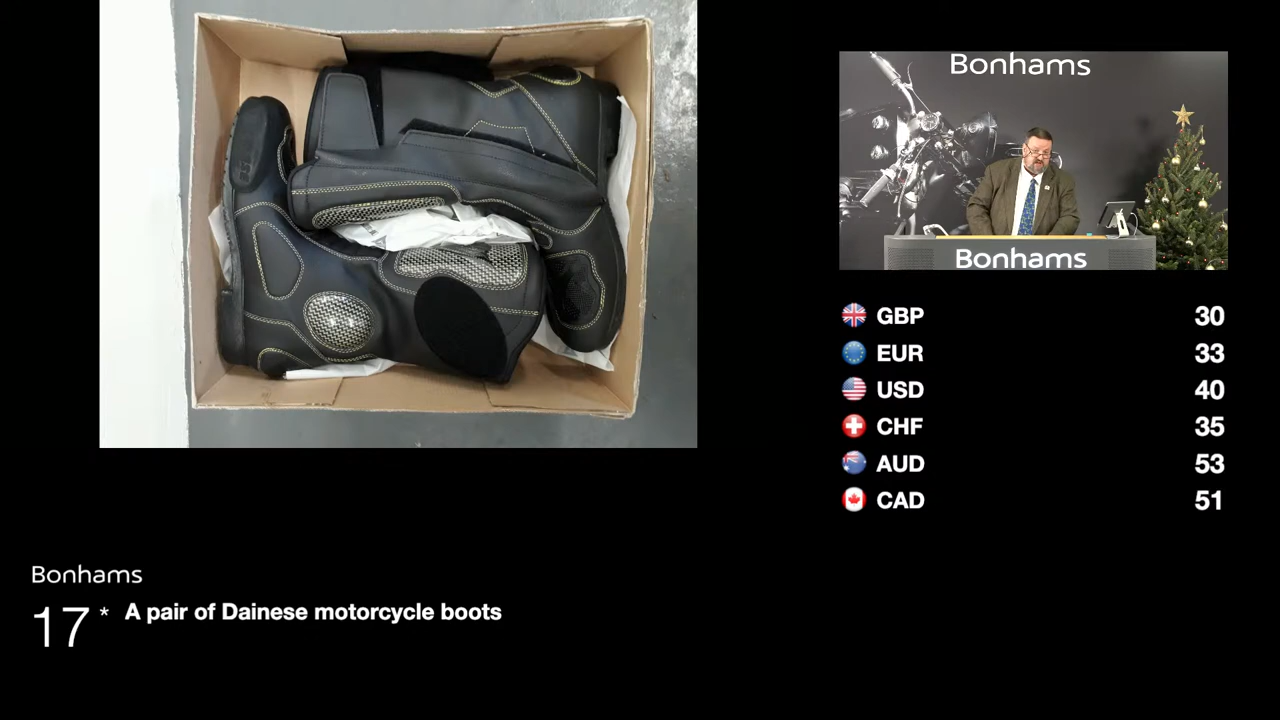 Bonhams
Bonhams
GBP 30
EUR 33
USD 40
CHF 35
AUD 53
CAD 51
Bonhams
17 * A pair of Dainese motorcycle boots